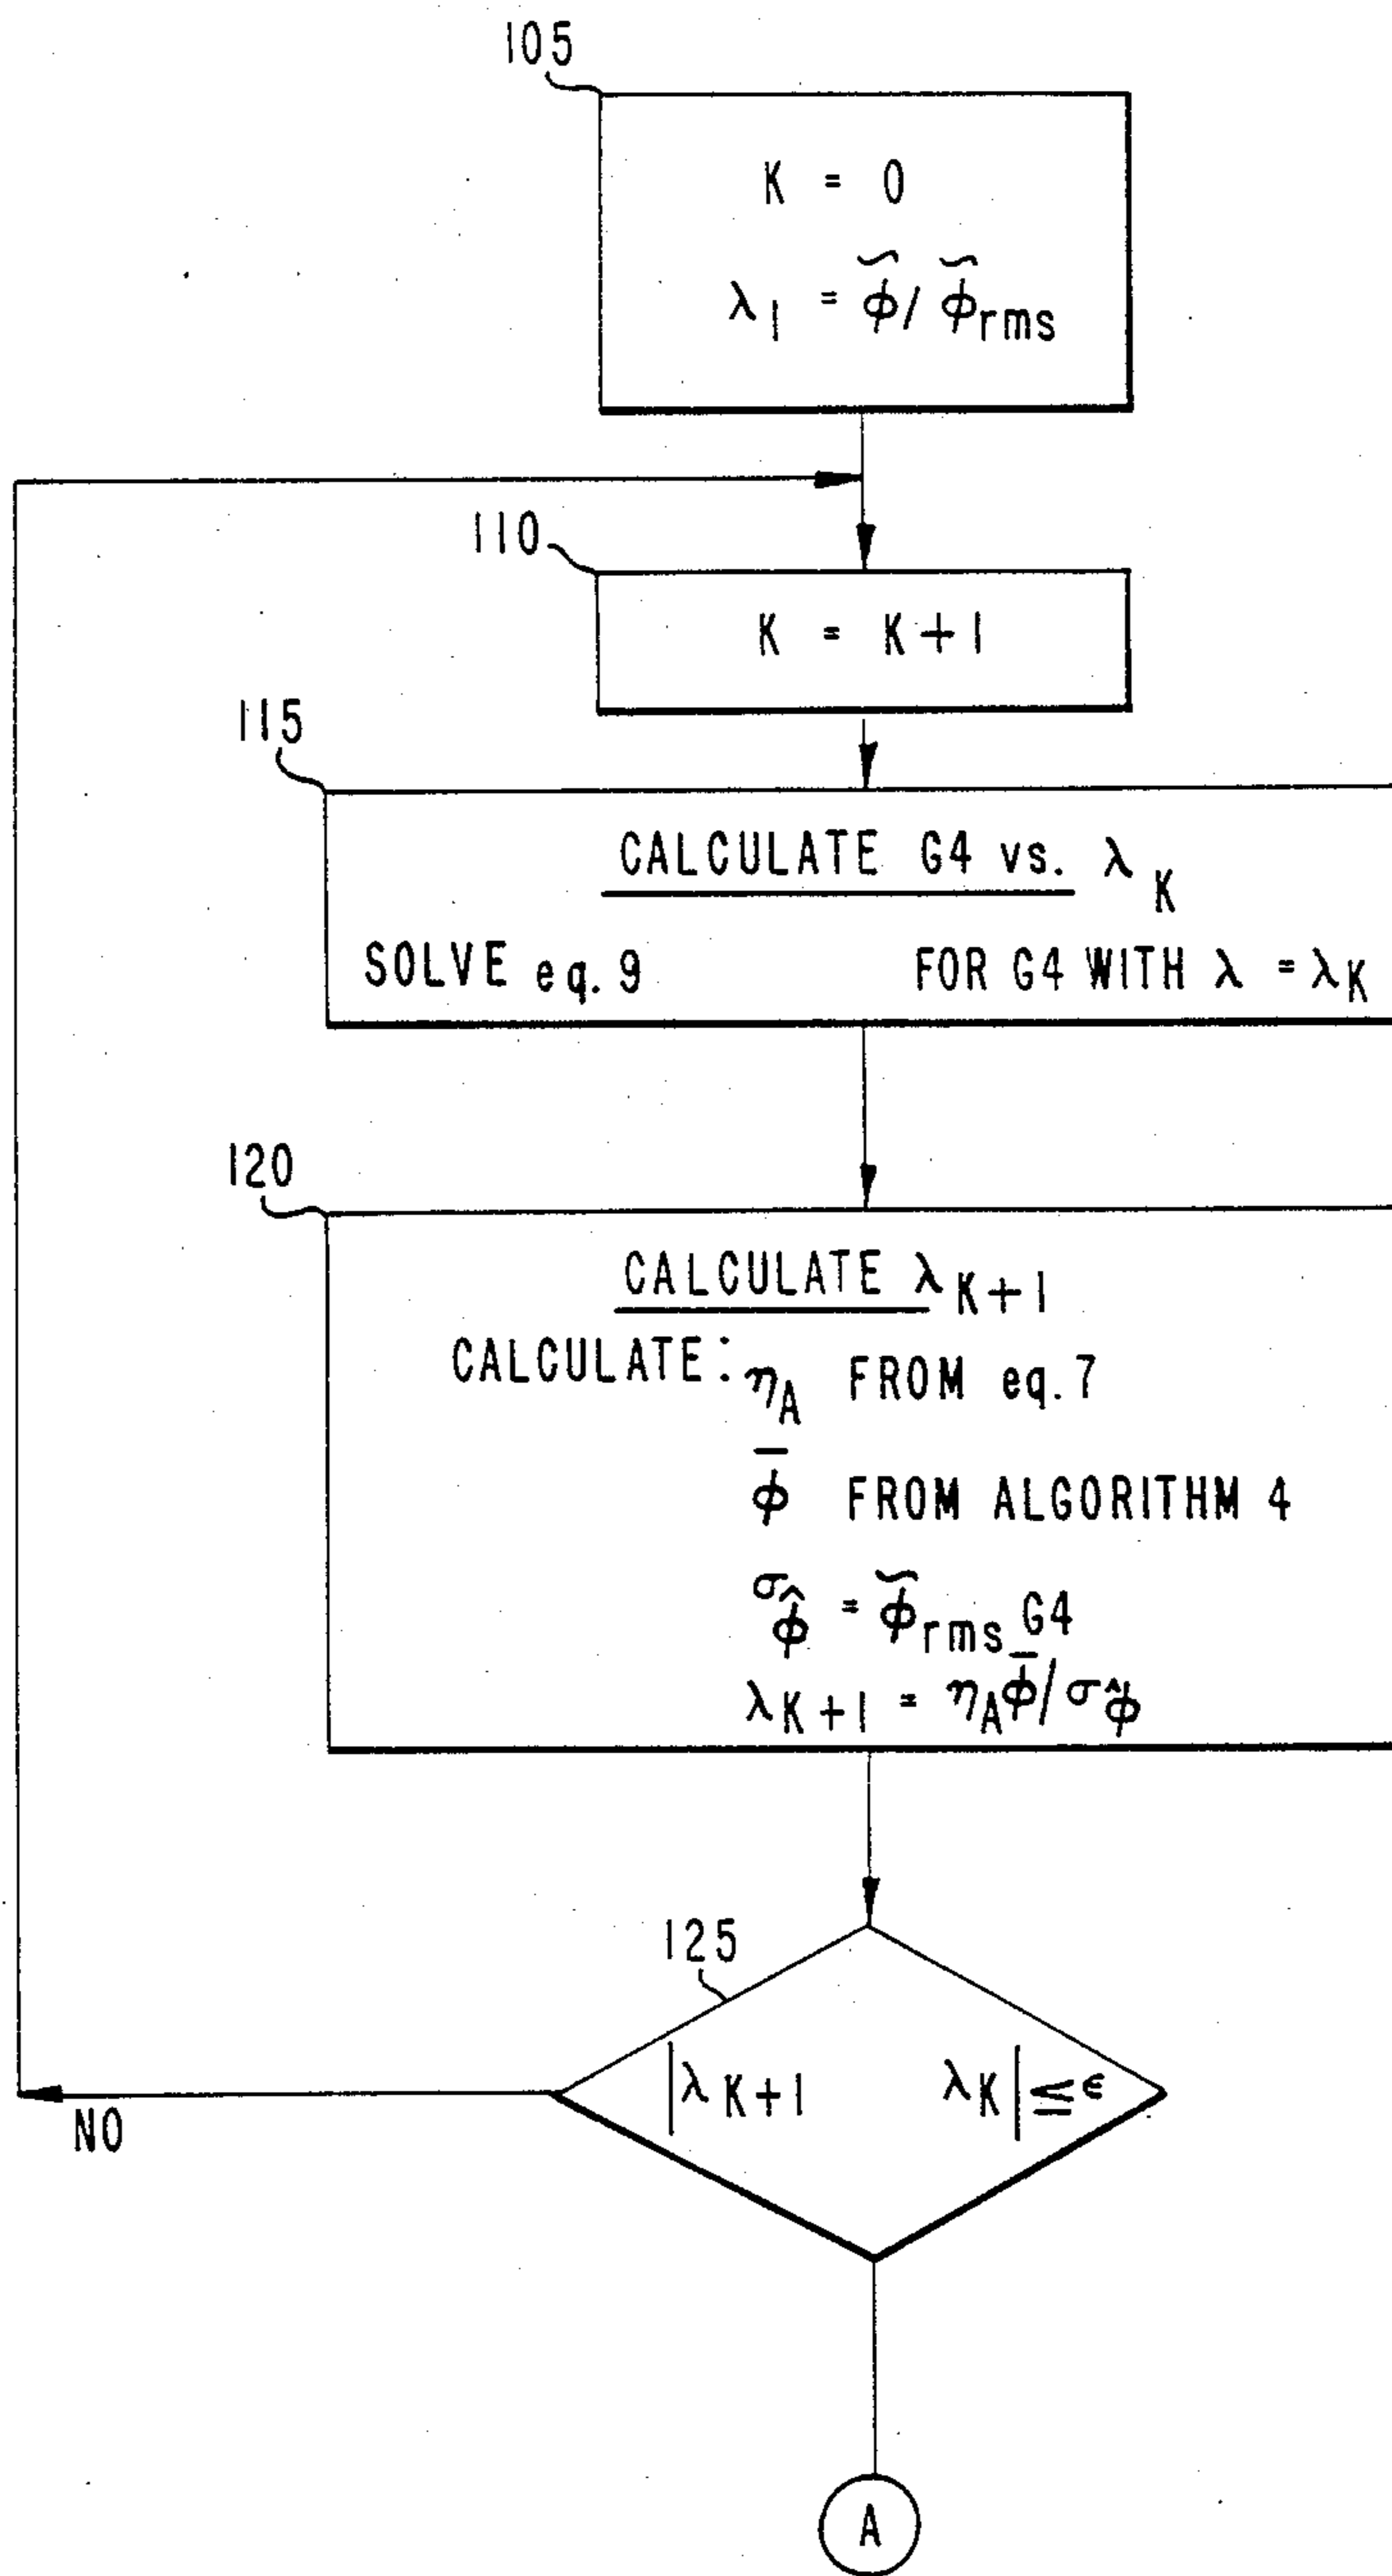 105
K = 0
λ₁ = φ̃ / φ̃rms
110
K = K + 1
115
CALCULATE G4 vs. λ K
SOLVE eq. 9 FOR G4 WITH λ = λK
120
CALCULATE λK+1
CALCULATE: ηA FROM eq. 7
φ̄ FROM ALGORITHM 4
σφ̂ = φ̃rms G4
λK+1 = ηAφ̄/σφ̂
125
|λK+1 λK| ≤ ϵ
NO
A